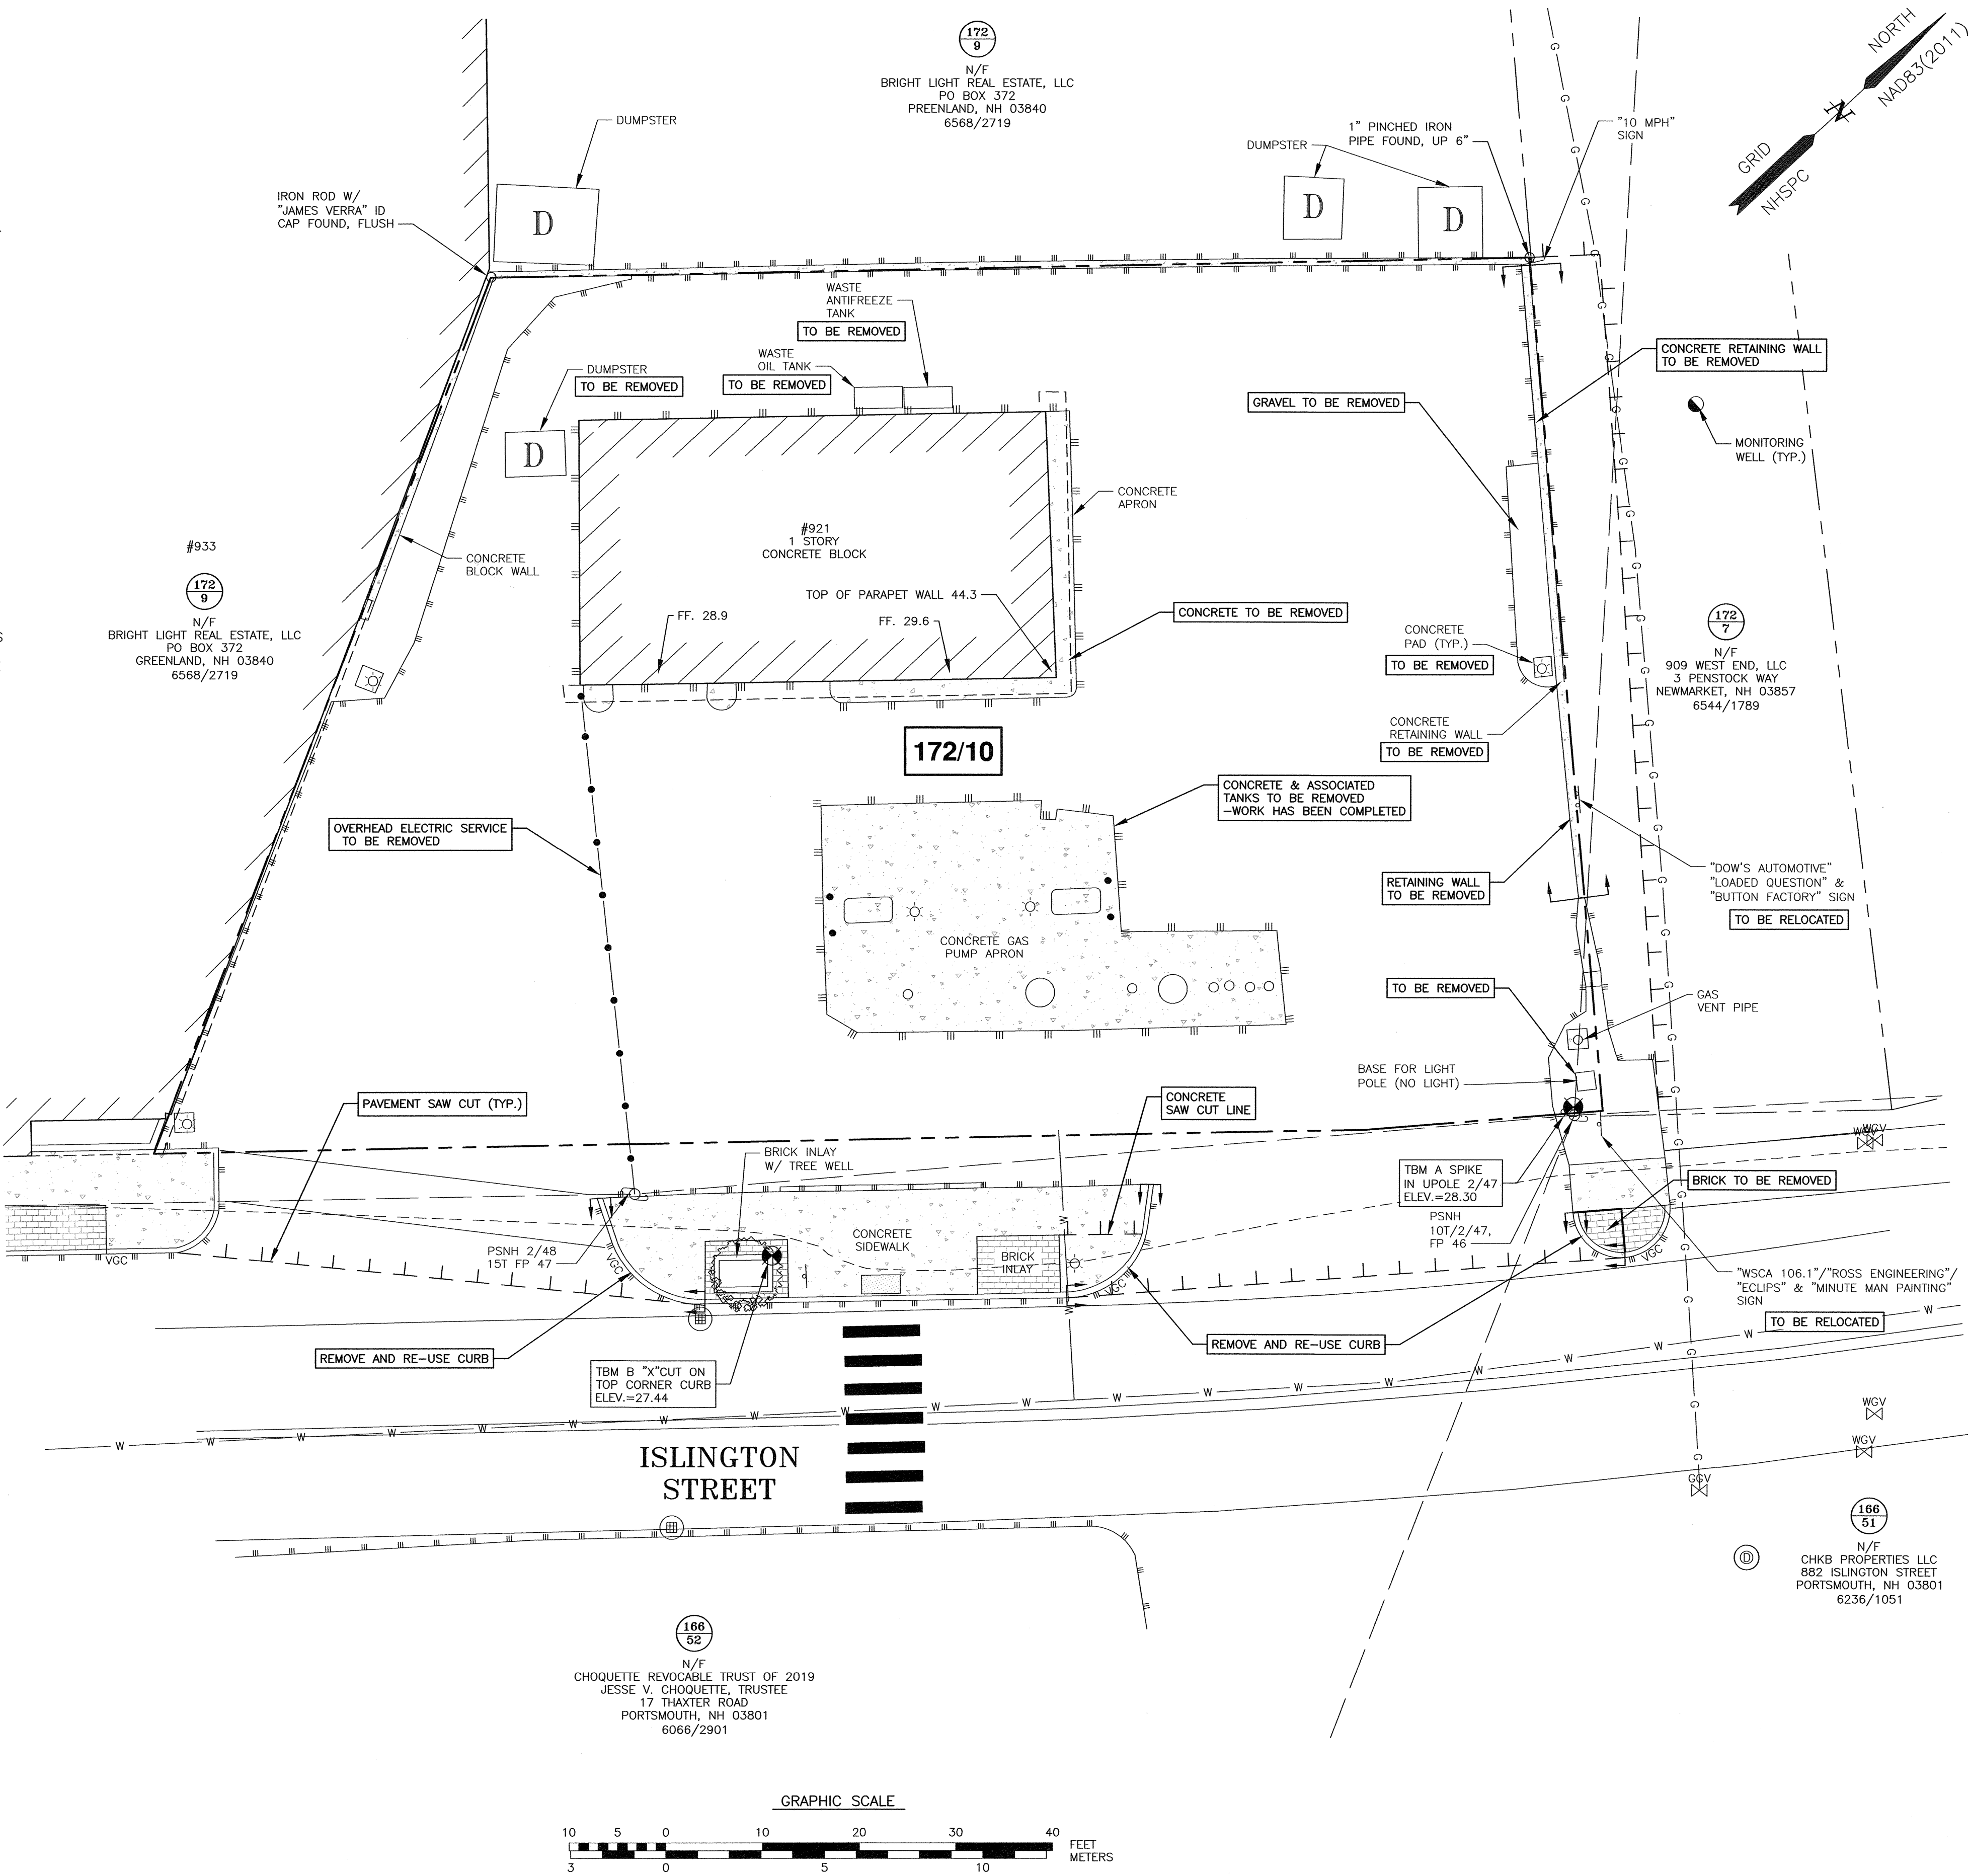 172
9
N/F
BRIGHT LIGHT REAL ESTATE, LLC
PO BOX 372
PREENLAND, NH 03840
6568/2719
NORTH
NAD83(2011)
GRID
NHSPC
N
DUMPSTER
D
IRON ROD W/
"JAMES VERRA" ID
CAP FOUND, FLUSH
1" PINCHED IRON
PIPE FOUND, UP 6"
DUMPSTER
D
D
"10 MPH"
SIGN
WASTE
ANTIFREEZE
TANK
TO BE REMOVED
WASTE
OIL TANK
TO BE REMOVED
DUMPSTER
TO BE REMOVED
D
CONCRETE RETAINING WALL
TO BE REMOVED
GRAVEL TO BE REMOVED
MONITORING
WELL (TYP.)
CONCRETE
APRON
#921
1 STORY
CONCRETE BLOCK
TOP OF PARAPET WALL 44.3
FF. 28.9
FF. 29.6
#933
172
9
N/F
BRIGHT LIGHT REAL ESTATE, LLC
PO BOX 372
GREENLAND, NH 03840
6568/2719
CONCRETE
BLOCK WALL
CONCRETE TO BE REMOVED
CONCRETE
PAD (TYP.)
TO BE REMOVED
172
7
N/F
909 WEST END, LLC
3 PENSTOCK WAY
NEWMARKET, NH 03857
6544/1789
CONCRETE
RETAINING WALL
TO BE REMOVED
172/10
CONCRETE & ASSOCIATED
TANKS TO BE REMOVED
-WORK HAS BEEN COMPLETED
OVERHEAD ELECTRIC SERVICE
TO BE REMOVED
RETAINING WALL
TO BE REMOVED
"DOW'S AUTOMOTIVE"
"LOADED QUESTION" &
"BUTTON FACTORY" SIGN
TO BE RELOCATED
CONCRETE GAS
PUMP APRON
TO BE REMOVED
GAS
VENT PIPE
BASE FOR LIGHT
POLE (NO LIGHT)
PAVEMENT SAW CUT (TYP.)
CONCRETE
SAW CUT LINE
BRICK INLAY
W/ TREE WELL
WGV
WGV
TBM A SPIKE
IN UPOLE 2/47
ELEV.=28.30
BRICK TO BE REMOVED
PSNH
10T/2/47,
FP 46
PSNH 2/48
15T FP 47
CONCRETE
SIDEWALK
BRICK
INLAY
VGC
VGC
VGC
VGC
"WSCA 106.1"/"ROSS ENGINEERING"/
"ECLIPS" & "MINUTE MAN PAINTING"
SIGN
TO BE RELOCATED
REMOVE AND RE-USE CURB
REMOVE AND RE-USE CURB
TBM B "X"CUT ON
TOP CORNER CURB
ELEV.=27.44
W W W W W W W W W W W W W W W W W W W W W
G G G G G G G G G G G G G G G G G G G G G
ISLINGTON
STREET
WGV
WGV
GGV
D
166
51
N/F
CHKB PROPERTIES LLC
882 ISLINGTON STREET
PORTSMOUTH, NH 03801
6236/1051
166
52
N/F
CHOQUETTE REVOCABLE TRUST OF 2019
JESSE V. CHOQUETTE, TRUSTEE
17 THAXTER ROAD
PORTSMOUTH, NH 03801
6066/2901
GRAPHIC SCALE
10 5 0 10 20 30 40
FEET
METERS
3 0 5 10